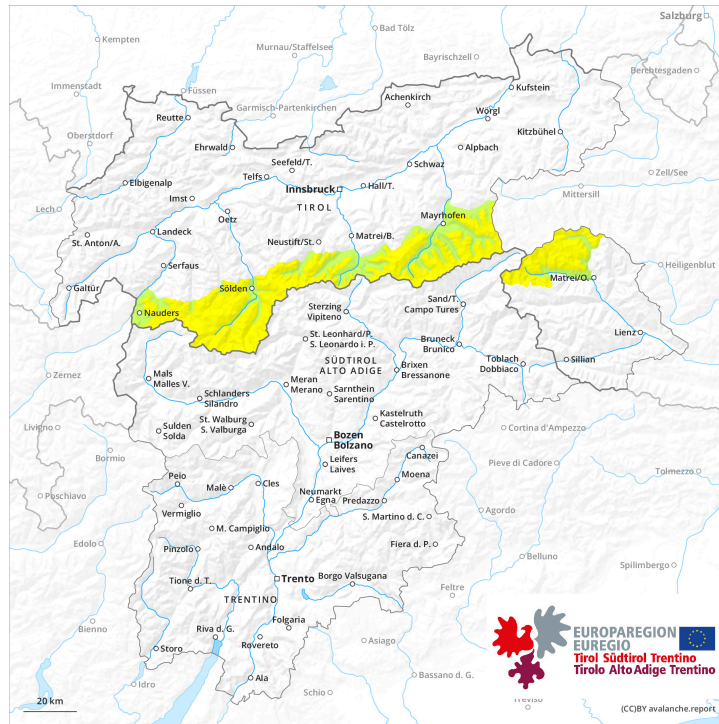 Salzburg
Kempten
Bad Tölz
Murnau/Staffelsee
Bayrischzell
Berchtesgaden
Immenstadt
Füssen
Kufstein
Garmisch-Partenkirchen
Achenkirch
Reutte
Wörgl
Oberstdorf
Ehrwald
Kitzbühel
Alpbach
Seefeld/T.
Schwaz
Zell/See
Elbigenalp
Telfs
Innsbruck
Hall/T.
Mittersill
Imst
TIROL
Lech
Oetz
Mayrhofen
St. Anton/A.
Landeck
Neustift/St.
Matrei/B.
Serfaus
Heiligenblut
Galtür
Sölden
Matrei/O.
Nauders
Sterzing
Vipiteno
Sand/T.
Campo Tures
St. Leonhard/P.
S. Leonardo i. P.
Lienz
Bruneck
Brunico
SÜDTIROL
ALTO ADIGE
Toblach
Dobbiaco
Sillian
Zernez
Mals
Malles V.
Meran
Merano
Brixen
Bressanone
Schlanders
Silandro
Sarnthein
Sarentino
Livigno
Sulden
Solda
St. Walburg
S. Valburga
Kastelruth
Castelrotto
Cortina d'Ampezzo
Bozen
Bolzano
Bormio
Canazei
Pieve di Cadore
Leifers
Laives
Tolmezzo
Peio
Moena
Malè
Cles
Neumarkt
Egna
Predazzo
Poschiavo
Vermiglio
S. Martino d. C.
Agordo
M. Campiglio
Edolo
Pinzolo
Andalo
Fiera d. P.
Belluno
Spilimbergo
Tione d. T.
Trento
Borgo Valsugana
Feltre
TRENTINO
Folgaria
Bienno
Riva d. G.
Rovereto
Storo
Asiago
Ala
Idro
Bassano d. G.
Schio
EUROPAREGION
EUREGIO
Tirol Südtirol Trentino
Tirolo Alto Adige Trentino
20 km
(CC)BY avalanche.report